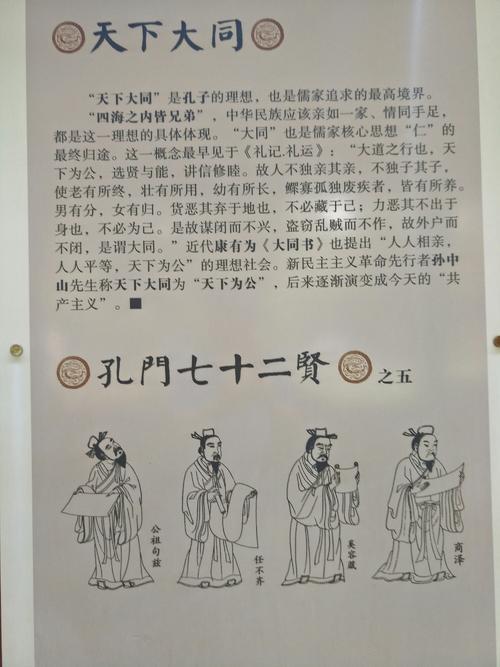 天下大同
“天下大同”是孔子的理想，也是儒家追求的最高境界。
“四海之内皆兄弟”，中华民族应该亲如一家、情同手足，
都是这一理想的具体体现。“大同”也是儒家核心思想“仁”的
最终归途。这一概念最早见于《礼记.礼运》：“大道之行也，天
下为公，选贤与能，讲信修睦。故人不独亲其亲，不独子其子，
使老有所终，壮有所用，幼有所长，鳏寡孤独废疾者，皆有所养。
男有分，女有归。货恶其弃于地也，不必藏于己；力恶其不出于
身也，不必为己。是故谋闭而不兴，盗窃乱贼而不作，故外户而
不闭，是谓大同。”近代康有为《大同书》也提出“人人相亲，
人人平等，天下为公”的理想社会。新民主主义革命先行者孙中
山先生称天下大同为“天下为公”，后来逐渐演变成今天的“共
产主义”。■
孔門七十二賢 之五
公祖句兹
任不齐
奚容蒧
商泽